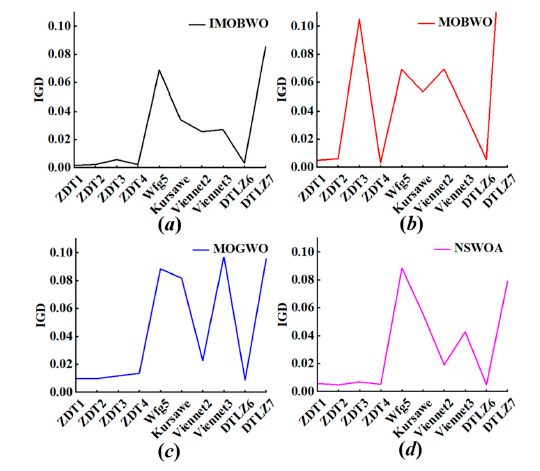 IMOBWO
0.10
0.08
0.06
0.04
0.02
0.00
IGD
ZDT1 ZDT2 ZDT3 ZDT4 Wfg5 Kursawe Viennet2 Viennet3 DTLZ6 DTLZ7
(a)
MOBWO
0.10
0.08
0.06
0.04
0.02
0.00
IGD
ZDT1 ZDT2 ZDT3 ZDT4 Wfg5 Kursawe Viennet2 Viennet3 DTLZ6 DTLZ7
(b)
MOGWO
0.10
0.08
0.06
0.04
0.02
0.00
IGD
ZDT1 ZDT2 ZDT3 ZDT4 Wfg5 Kursawe Viennet2 Viennet3 DTLZ6 DTLZ7
(c)
NSWOA
0.10
0.08
0.06
0.04
0.02
0.00
IGD
ZDT1 ZDT2 ZDT3 ZDT4 Wfg5 Kursawe Viennet2 Viennet3 DTLZ6 DTLZ7
(d)